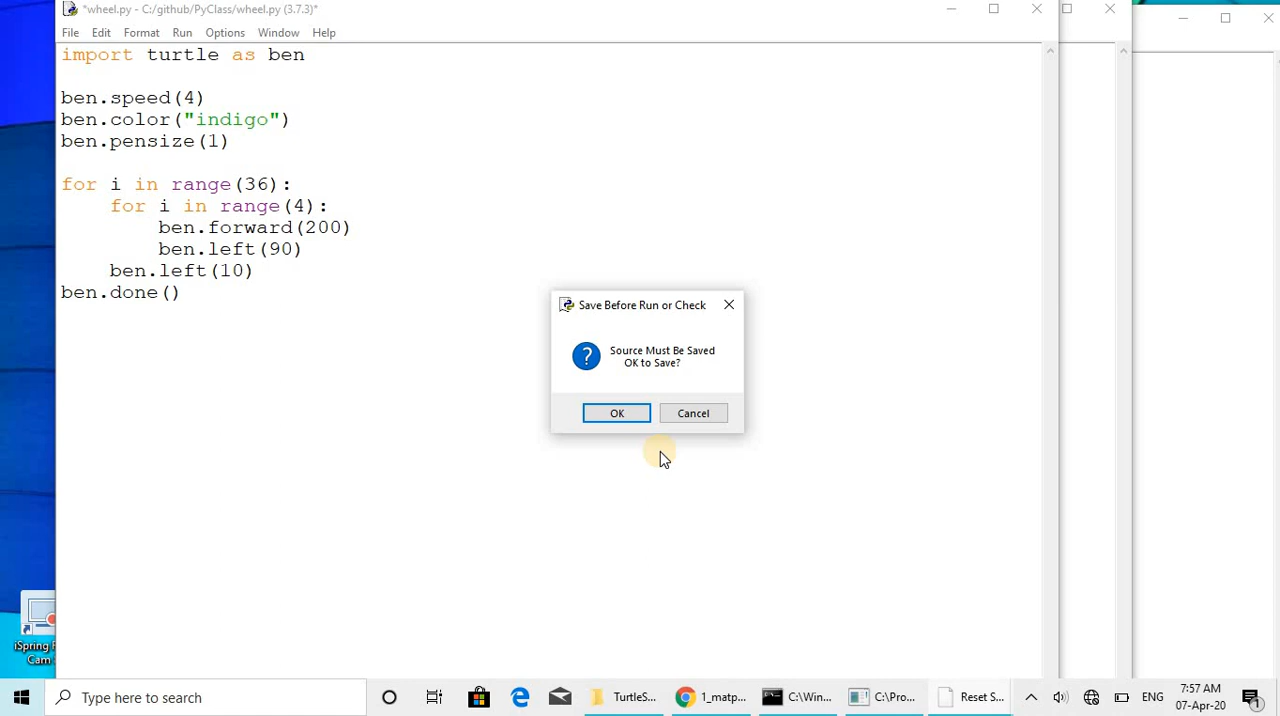 *wheel.py - C:/github/PyClass/wheel.py (3.7.3)*
File Edit Format Run Options Window Help
import turtle as ben
ben.speed(4)
ben.color("indigo")
ben.pensize(1)
for i in range(36):
    for i in range(4):
        ben.forward(200)
        ben.left(90)
    ben.left(10)
ben.done()
Save Before Run or Check
Source Must Be Saved
OK to Save?
OK Cancel
iSpring
Cam
Type here to search
TurtleS...
1_matp...
C:\Win...
C:\Pro...
Reset S...
ENG
7:57 AM
07-Apr-20
1